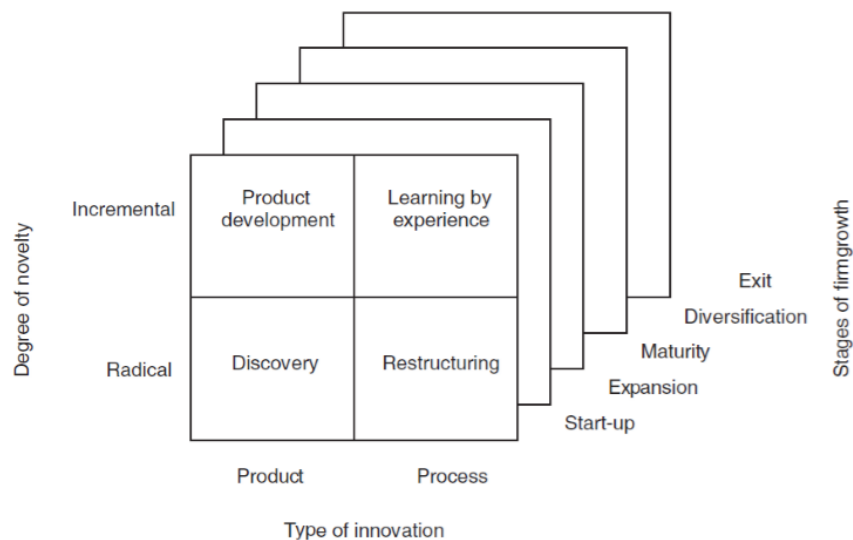 Degree of novelty
Incremental
Product
development
Learning by
experience
Radical
Discovery
Restructuring
Exit
Diversification
Maturity
Expansion
Start-up
Stages of firmgrowth
Product
Process
Type of innovation